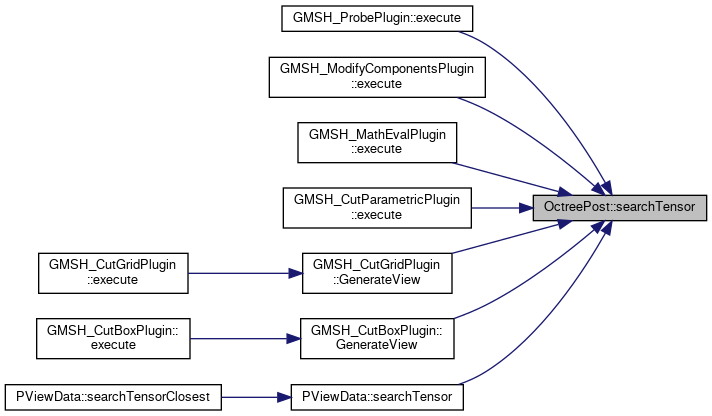 GMSH_ProbePlugin::execute
GMSH_ModifyComponentsPlugin
::execute
GMSH_MathEvalPlugin
::execute
GMSH_CutParametricPlugin
::execute
OctreePost::searchTensor
GMSH_CutGridPlugin
::execute
GMSH_CutGridPlugin
::GenerateView
GMSH_CutBoxPlugin::
execute
GMSH_CutBoxPlugin::
GenerateView
PViewData::searchTensorClosest
PViewData::searchTensor